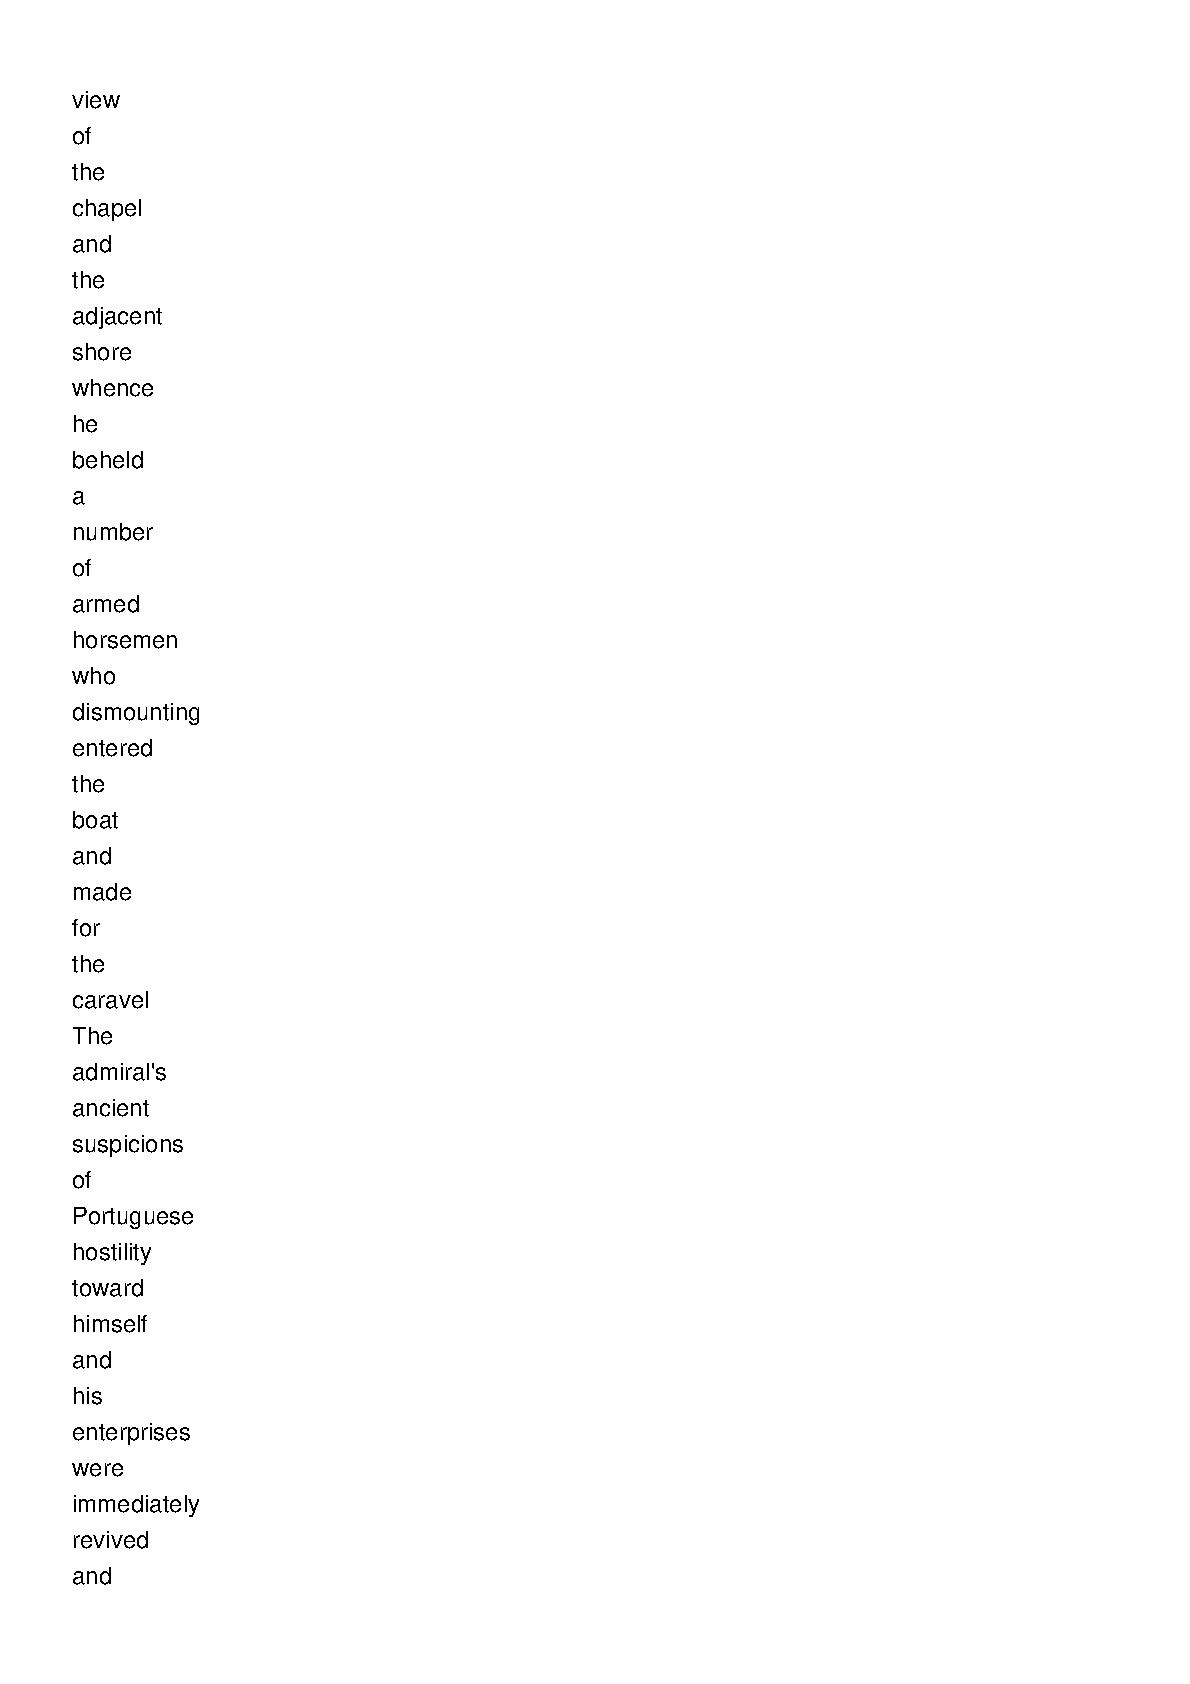 view
of
the
chapel
and
the
adjacent
shore
whence
he
beheld
a
number
of
armed
horsemen
who
dismounting
entered
the
boat
and
made
for
the
caravel
The
admiral's
ancient
suspicions
of
Portuguese
hostility
toward
himself
and
his
enterprises
were
immediately
revived
and